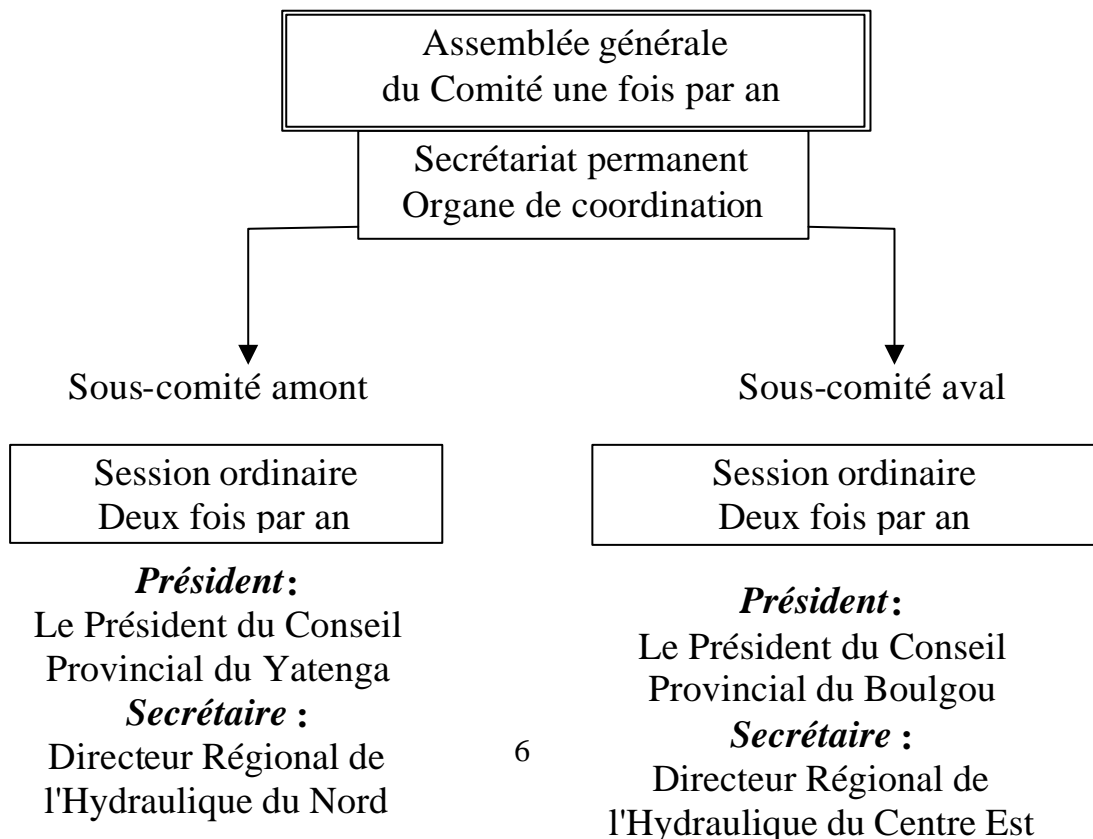 Assemblée générale
du Comité une fois par an
Secrétariat permanent
Organe de coordination
Sous-comité amont
Session ordinaire
Deux fois par an
Président:
Le Président du Conseil
Provincial du Yatenga
Secrétaire :
Directeur Régional de
l'Hydraulique du Nord
Sous-comité aval
Session ordinaire
Deux fois par an
Président:
Le Président du Conseil
Provincial du Boulgou
Secrétaire :
Directeur Régional de
l'Hydraulique du Centre Est
6